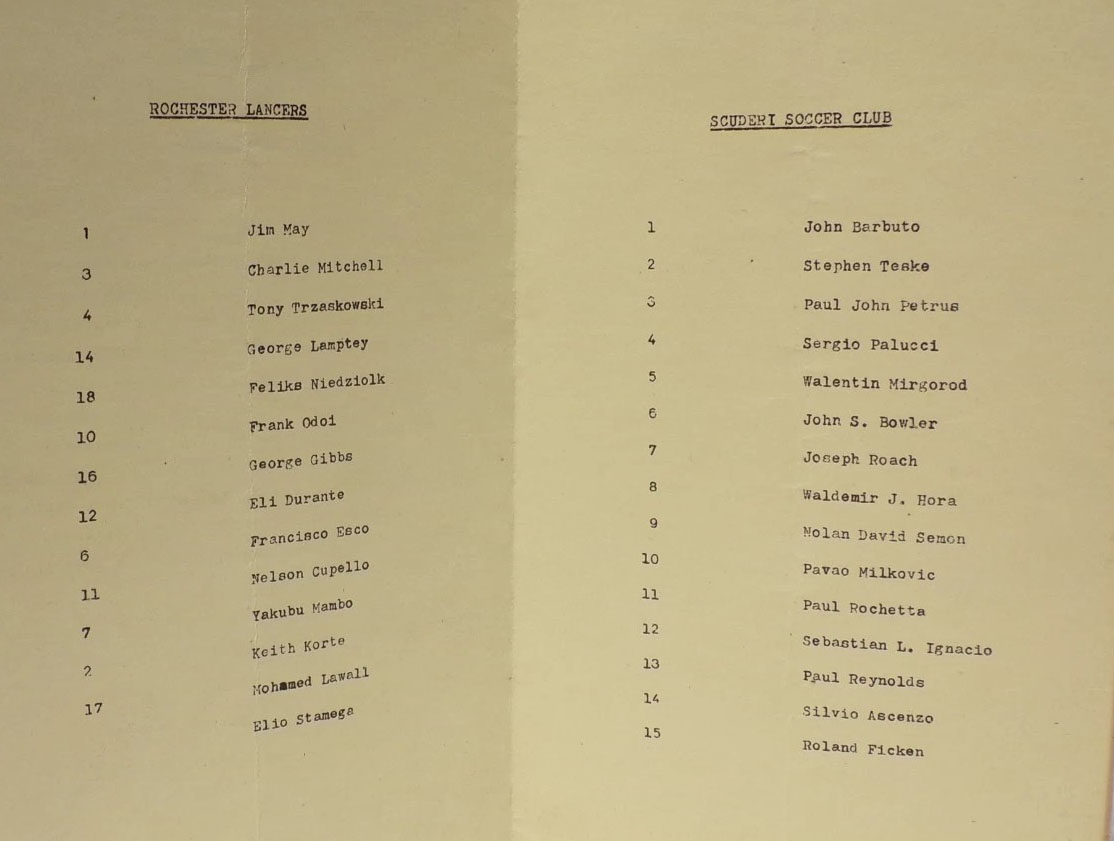 ROCHESTER LANCERS
1 Jim May
3 Charlie Mitchell
4 Tony Trzaskowski
14 George Lamptey
18 Feliks Niedziolk
10 Frank Odoi
16 George Gibbs
12 Eli Durante
6 Francisco Esco
11 Nelson Cupello
7 Yakubu Mambo
2 Keith Korte
17 Mohamed Lawall
Elio Stamega
SCUDERI SOCCER CLUB
1 John Barbuto
2 Stephen Teske
3 Paul John Petrus
4 Sergio Palucci
5 Walentin Mirgorod
6 John S. Bowler
7 Joseph Roach
8 Waldemir J. Hora
9 Nolan David Semon
10 Pavao Milkovic
11 Paul Rochetta
12 Sebastian L. Ignacio
13 Paul Reynolds
14 Silvio Ascenzo
15 Roland Ficken